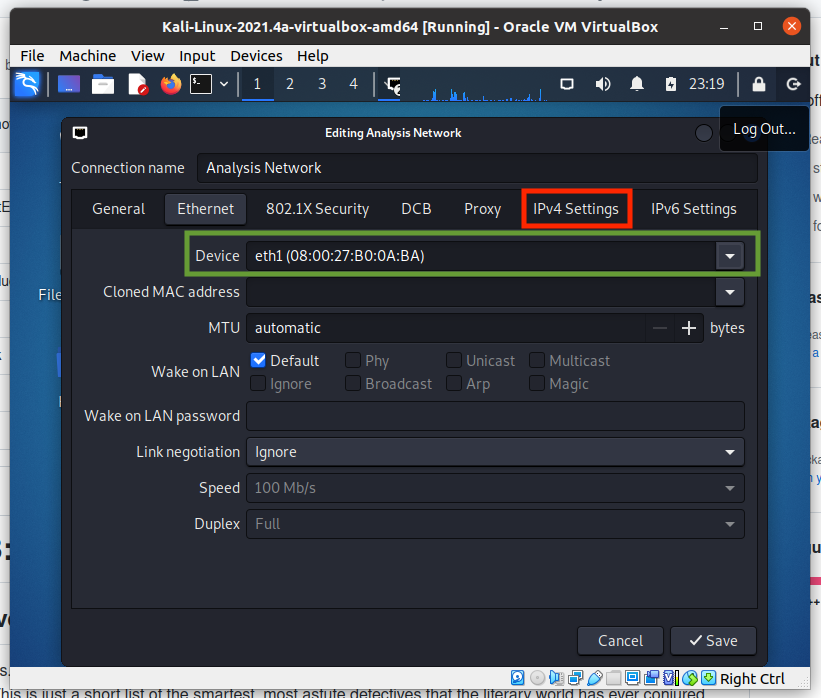 Kali-Linux-2021.4a-virtualbox-amd64 [Running] - Oracle VM VirtualBox
File Machine View Input Devices Help
1 2 3 4 23:19
Log Out...
Editing Analysis Network
Connection name Analysis Network
General Ethernet 802.1X Security DCB Proxy IPv4 Settings IPv6 Settings
Device eth1 (08:00:27:B0:0A:BA)
Cloned MAC address
File
MTU automatic bytes
Wake on LAN Default Phy Unicast Multicast
Ignore Broadcast Arp Magic
Wake on LAN password
Link negotiation Ignore
Speed 100 Mb/s
Duplex Full
Cancel Save
Right Ctrl
This is just a short list of the smartest, most astute detectives that the literary world has ever conjured